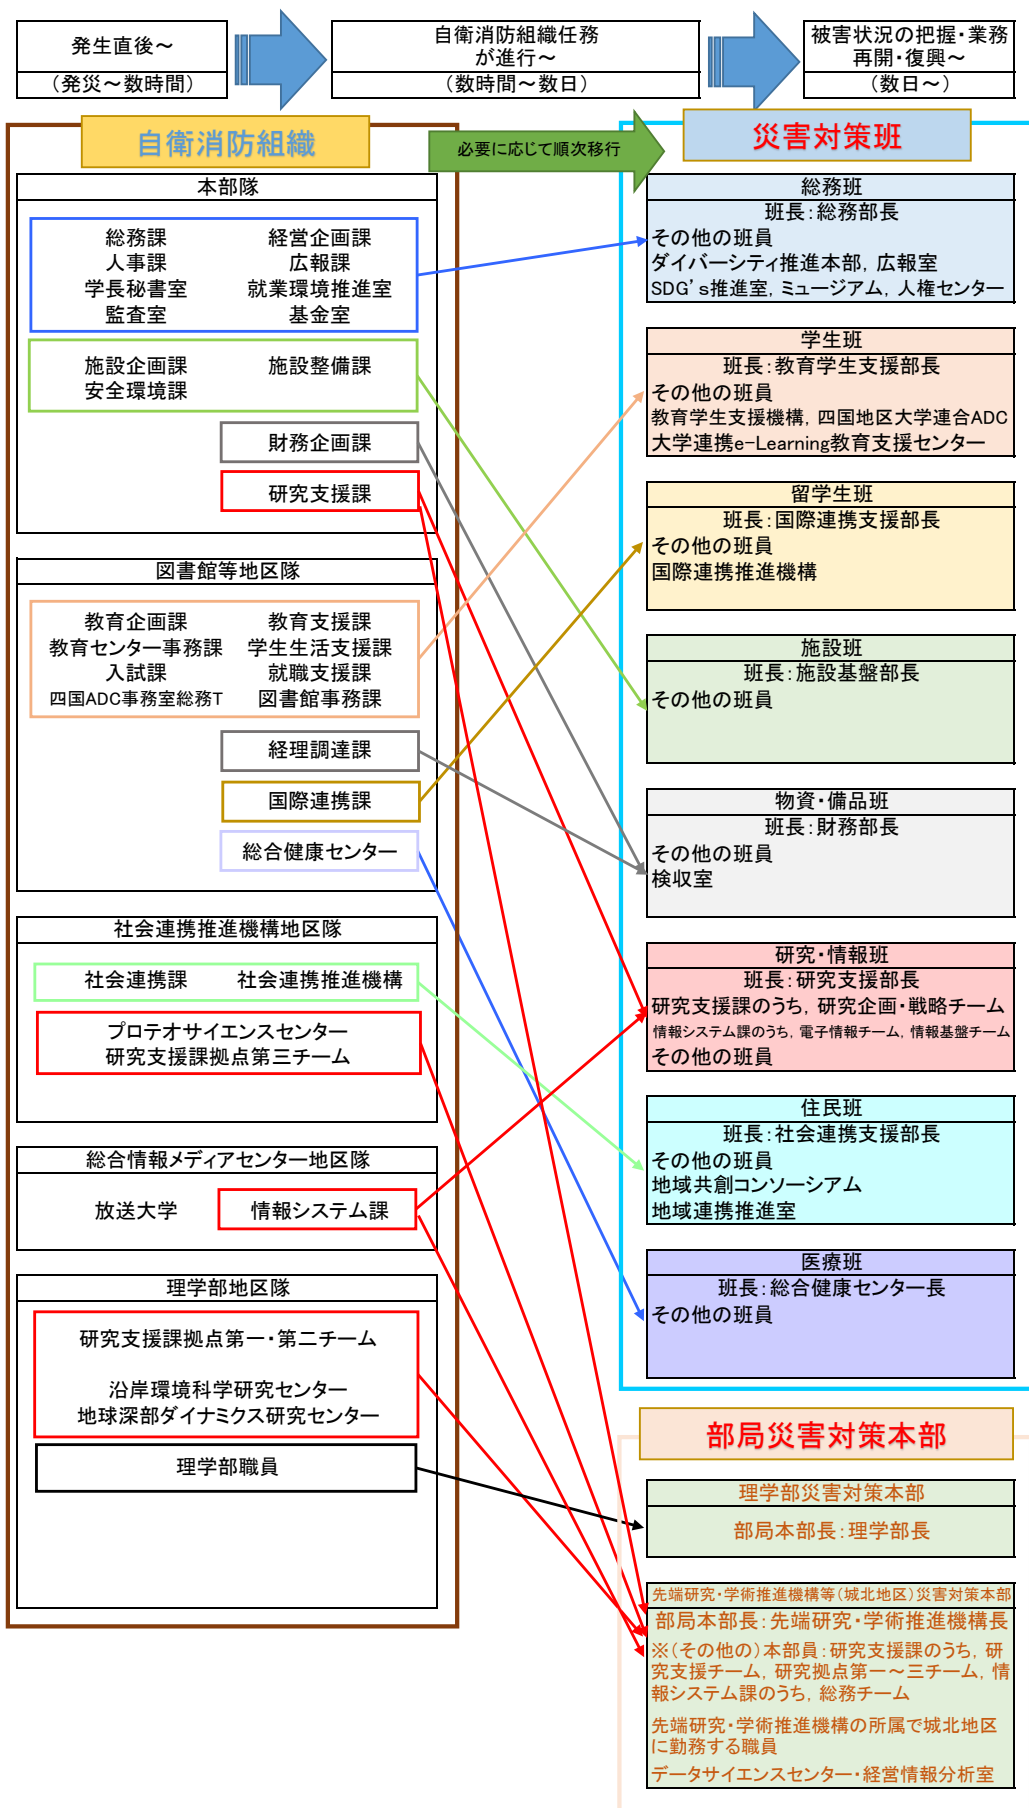 発生直後～
(発災～数時間)
自衛消防組織任務
が進行～
(数時間～数日)
被害状況の把握・業務
再開・復興～
(数日～)
自衛消防組織
必要に応じて順次移行
災害対策班
本部隊
総務課 経営企画課
人事課 広報課
学長秘書室 就業環境推進室
監査室 基金室
施設企画課 施設整備課
安全環境課
財務企画課
研究支援課
図書館等地区隊
教育企画課 教育支援課
教育センター事務課 学生生活支援課
入試課 就職支援課
四国ADC事務室総務T 図書館事務課
経理調達課
国際連携課
総合健康センター
社会連携推進機構地区隊
社会連携課 社会連携推進機構
プロテオサイエンスセンター
研究支援課拠点第三チーム
総合情報メディアセンター地区隊
放送大学 情報システム課
理学部地区隊
研究支援課拠点第一・第二チーム
沿岸環境科学研究センター
地球深部ダイナミクス研究センター
理学部職員
総務班
班長：総務部長
その他の班員
ダイバーシティ推進本部，広報室
SDG’s推進室，ミュージアム，人権センター
学生班
班長：教育学生支援部長
その他の班員
教育学生支援機構，四国地区大学連合ADC
大学連携e-Learning教育支援センター
留学生班
班長：国際連携支援部長
その他の班員
国際連携推進機構
施設班
班長：施設基盤部長
その他の班員
物資・備品班
班長：財務部長
その他の班員
検収室
研究・情報班
班長：研究支援部長
研究支援課のうち，研究企画・戦略チーム
情報システム課のうち，電子情報チーム，情報基盤チーム
その他の班員
住民班
班長：社会連携支援部長
その他の班員
地域共創コンソーシアム
地域連携推進室
医療班
班長：総合健康センター長
その他の班員
部局災害対策本部
理学部災害対策本部
部局本部長：理学部長
先端研究・学術推進機構等（城北地区）災害対策本部
部局本部長：先端研究・学術推進機構長
※（その他の）本部員：研究支援課のうち，研
究支援チーム，研究拠点第一～三チーム，情
報システム課のうち，総務チーム
先端研究・学術推進機構の所属で城北地区
に勤務する職員
データサイエンスセンター・経営情報分析室